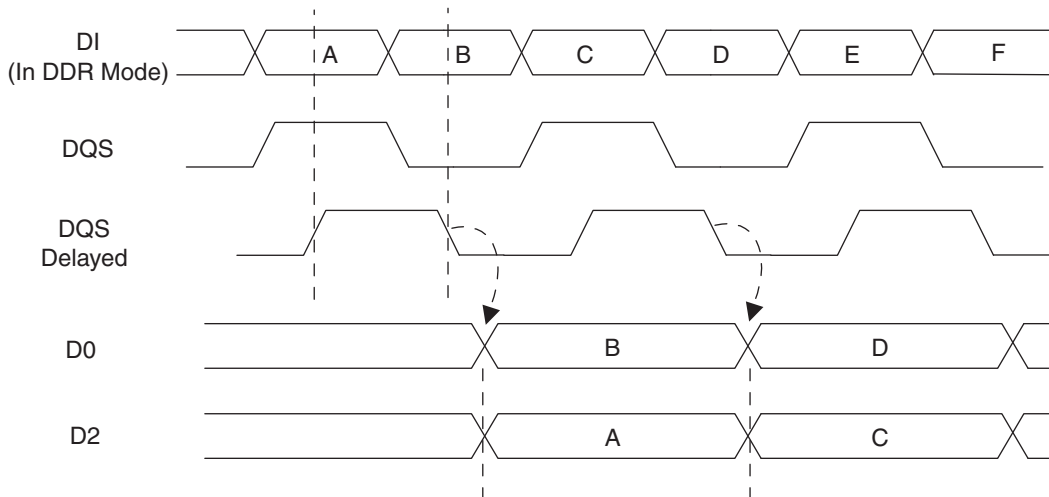 DI
(In DDR Mode)
A B C D E F
DQS
DQS
Delayed
D0
B D
D2
A C